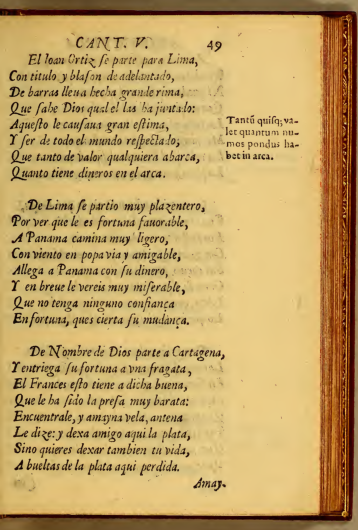 CANT. V. 49
El Ioan Ortiz se parte para Lima,
Con titulo y blason de adelantado,
De barras lleua hecha grande rima,
Que sabe Dios qual el las ha juntado:
Aquesto le causaua gran estima,
Y ser de todo el mundo respectado;
Que tanto de valor qualquiera abarca,
Quanto tiene dineros en el arca.
Tantũ quisq; va-
let quantum nu-
mos pondus ha-
bet in arca.
De Lima se partio muy plazentero,
Por ver que le es fortuna fauorable,
A Panama camina muy ligero,
Con viento en popa via y amigable,
Allega a Panama con su dinero,
Y en breue le vereis muy miserable,
Que no tenga ninguno confiança
En fortuna, ques cierta su mudança.
De Nombre de Dios parte a Cartagena,
Y entriega su fortuna a vna fragata,
El Frances esto tiene a dicha buena,
Que le ha sido la presa muy barata:
Encuentrale, y amayna vela, antena
Le dize: y dexa amigo aqui la plata,
Sino quieres dexar tambien tu vida,
A bueltas de la plata aqui perdida.
Amay-